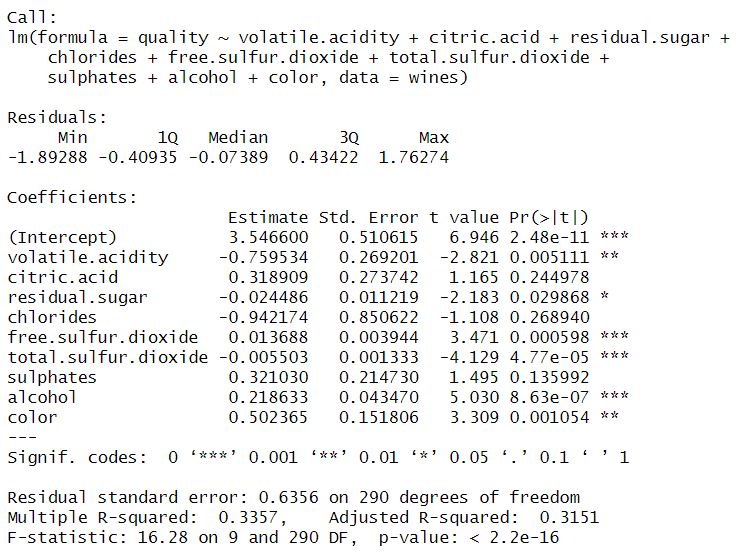 Call:
lm(formula = quality ~ volatile.acidity + citric.acid + residual.sugar +
    chlorides + free.sulfur.dioxide + total.sulfur.dioxide +
    sulphates + alcohol + color, data = wines)

Residuals:
     Min       1Q   Median       3Q      Max
-1.89288 -0.40935 -0.07389  0.43422  1.76274

Coefficients:
                      Estimate Std. Error t value Pr(>|t|)
(Intercept)           3.546600   0.510615   6.946 2.48e-11 ***
volatile.acidity     -0.759534   0.269201  -2.821 0.005111 **
citric.acid           0.318909   0.273742   1.165 0.244978
residual.sugar       -0.024486   0.011219  -2.183 0.029868 *
chlorides            -0.942174   0.850622  -1.108 0.268940
free.sulfur.dioxide   0.013688   0.003944   3.471 0.000598 ***
total.sulfur.dioxide -0.005503   0.001333  -4.129 4.77e-05 ***
sulphates             0.321030   0.214730   1.495 0.135992
alcohol               0.218633   0.043470   5.030 8.63e-07 ***
color                 0.502365   0.151806   3.309 0.001054 **
---
Signif. codes:  0 ‘***’ 0.001 ‘**’ 0.01 ‘*’ 0.05 ‘.’ 0.1 ‘ ’ 1

Residual standard error: 0.6356 on 290 degrees of freedom
Multiple R-squared:  0.3357,	Adjusted R-squared:  0.3151
F-statistic: 16.28 on 9 and 290 DF,  p-value: < 2.2e-16